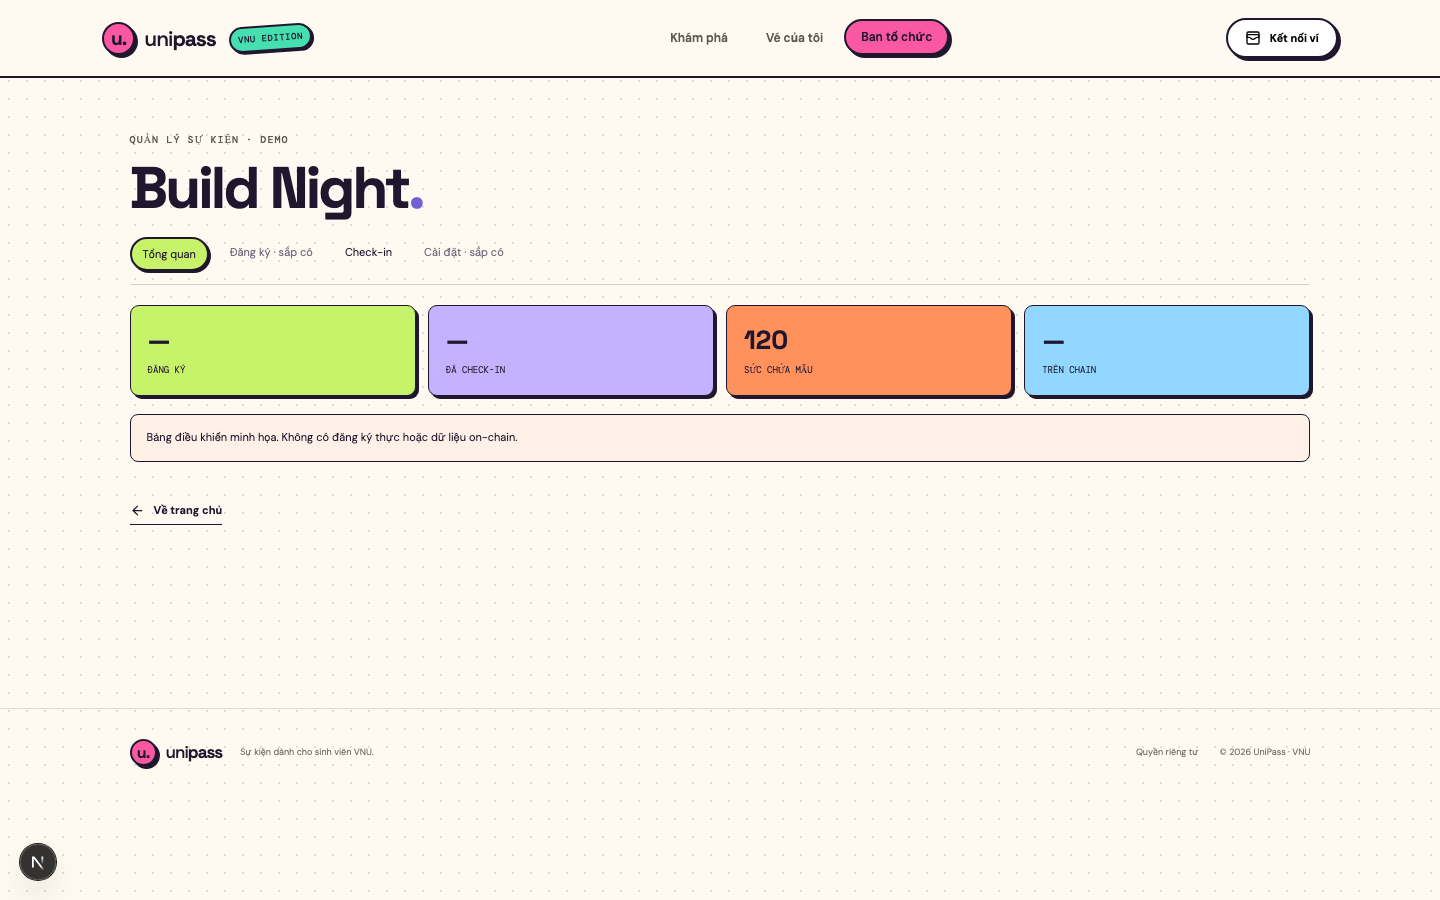 u. unipass VNU EDITION Khám phá Vé của tôi Ban tổ chức Kết nối ví
QUẢN LÝ SỰ KIỆN · DEMO
Build Night.
Tổng quan Đăng ký · sắp có Check-in Cài đặt · sắp có
— — 120 —
ĐĂNG KÝ ĐÃ CHECK-IN SỨC CHỨA MẪU TRÊN CHAIN
Bảng điều khiển minh họa. Không có đăng ký thực hoặc dữ liệu on-chain.
← Về trang chủ
u. unipass Sự kiện dành cho sinh viên VNU. Quyền riêng tư © 2026 UniPass · VNU
N